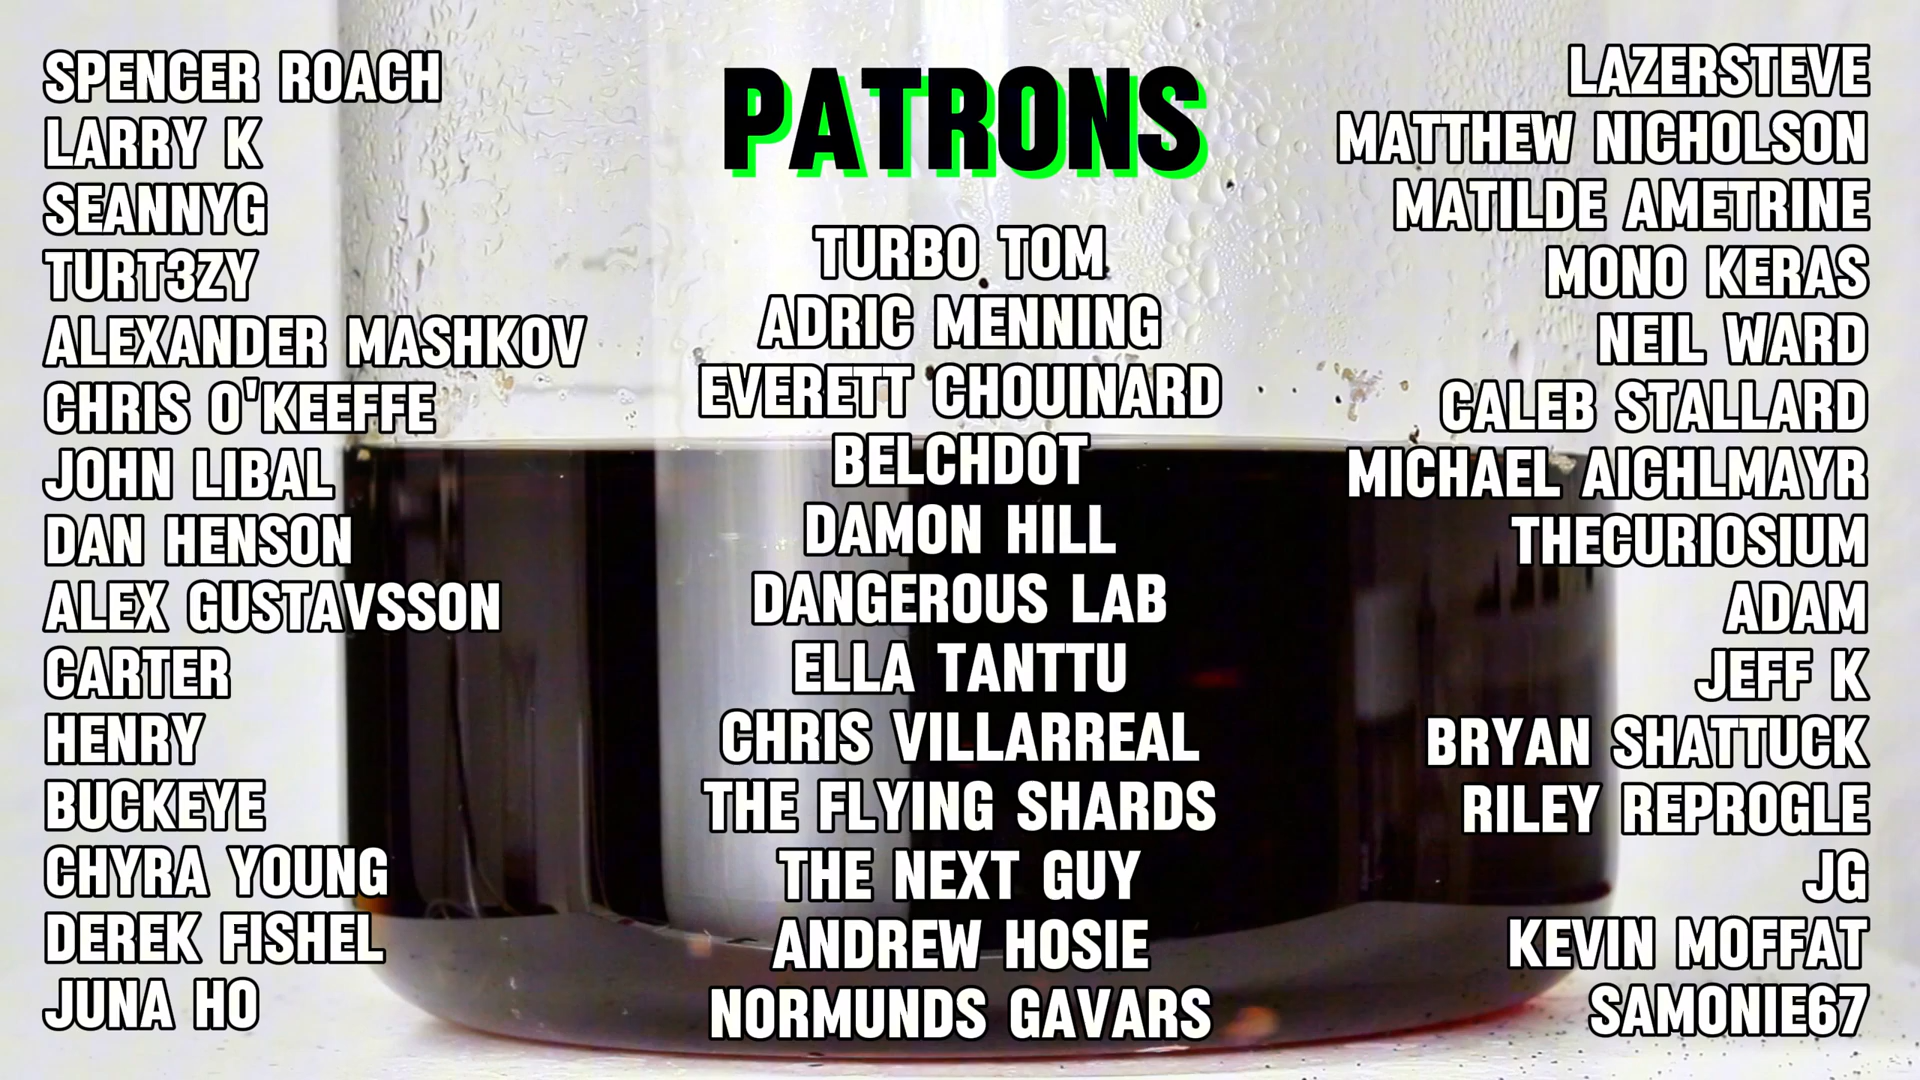 SPENCER ROACH
LARRY K
SEANNYG
TURT3ZY
ALEXANDER MASHKOV
CHRIS O'KEEFFE
JOHN LIBAL
DAN HENSON
ALEX GUSTAVSSON
CARTER
HENRY
BUCKEYE
CHYRA YOUNG
DEREK FISHEL
JUNA HO
PATRONS
TURBO TOM
ADRIC MENNING
EVERETT CHOUINARD
BELCHDOT
DAMON HILL
DANGEROUS LAB
ELLA TANTTU
CHRIS VILLARREAL
THE FLYING SHARDS
THE NEXT GUY
ANDREW HOSIE
NORMUNDS GAVARS
LAZERSTEVE
MATTHEW NICHOLSON
MATILDE AMETRINE
MONO KERAS
NEIL WARD
CALEB STALLARD
MICHAEL AICHLMAYR
THECURIOSIUM
ADAM
JEFF K
BRYAN SHATTUCK
RILEY REPROGLE
JG
KEVIN MOFFAT
SAMONIE67